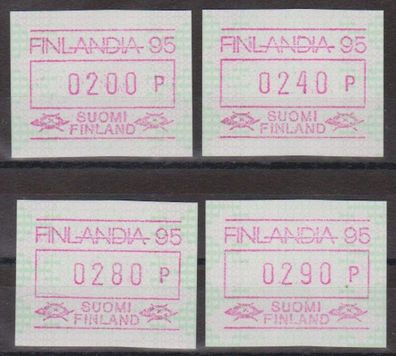 FINLANDIA 95
0200 P
SUOMI
FINLAND
FINLANDIA 95
0240 P
SUOMI
FINLAND
FINLANDIA 95
0280 P
SUOMI
FINLAND
FINLANDIA 95
0290 P
SUOMI
FINLAND